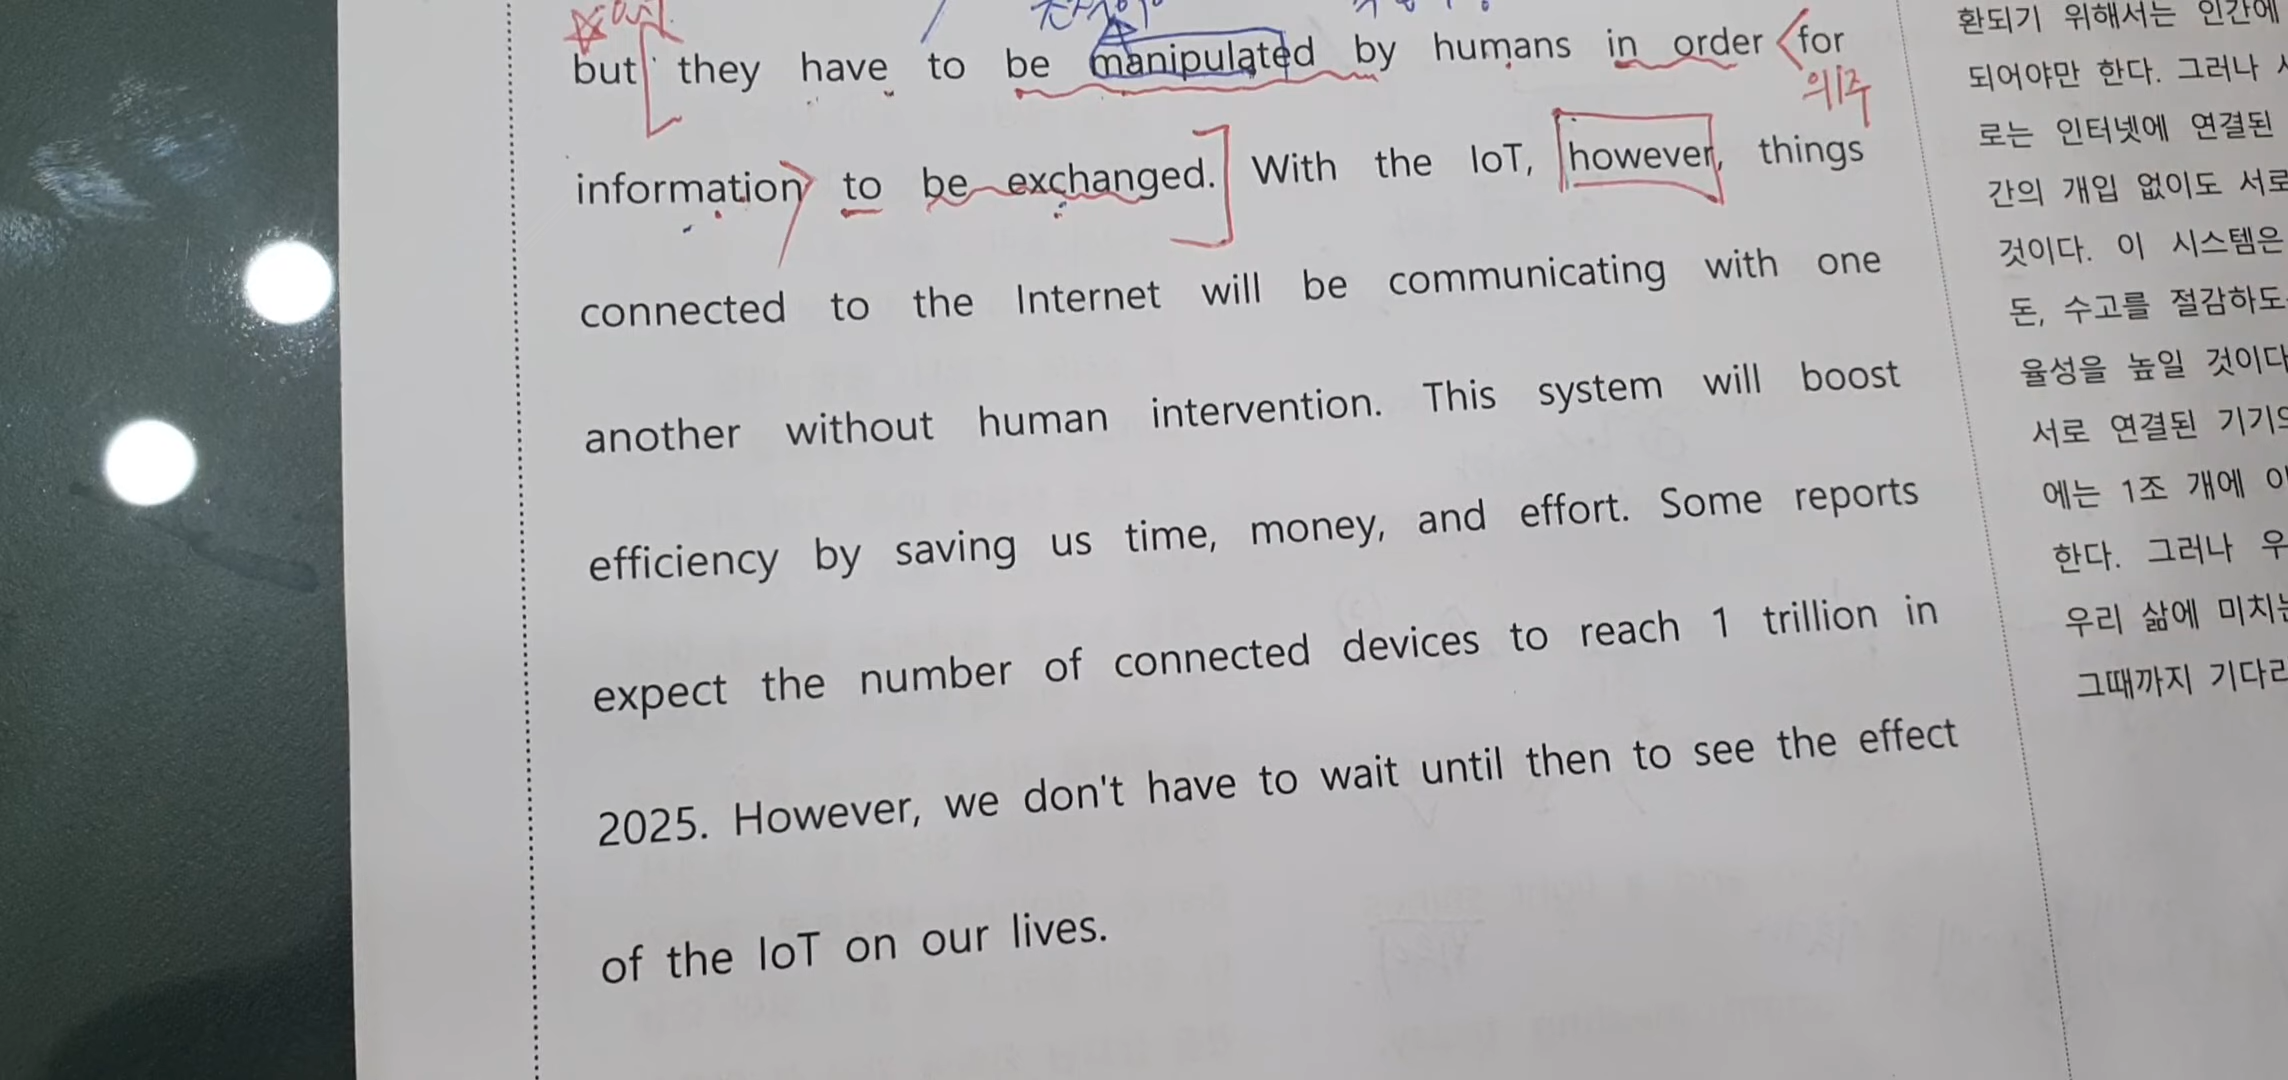 but they have to be manipulated by humans in order for
의주
information to be exchanged. With the IoT, however, things
connected to the Internet will be communicating with one
another without human intervention. This system will boost
efficiency by saving us time, money, and effort. Some reports
expect the number of connected devices to reach 1 trillion in
2025. However, we don't have to wait until then to see the effect
of the IoT on our lives.
환되기 위해서는 인간에
되어야만 한다. 그러나
로는 인터넷에 연결된
간의 개입 없이도 서로
것이다. 이 시스템은
돈, 수고를 절감하도
율성을 높일 것이다
서로 연결된 기기의
에는 1조 개에
한다. 그러나 우
우리 삶에 미치는
그때까지 기다리